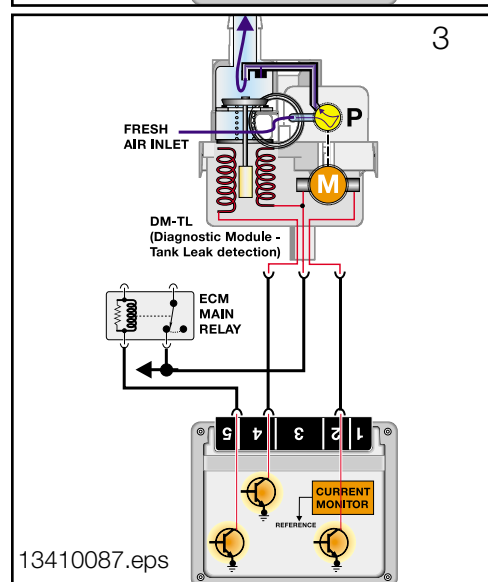 3
FRESH
AIR INLET
P
M
DM-TL
(Diagnostic Module -
Tank Leak detection)
ECM
MAIN
RELAY
5 4 3 2 1
CURRENT
MONITOR
REFERENCE
13410087.eps